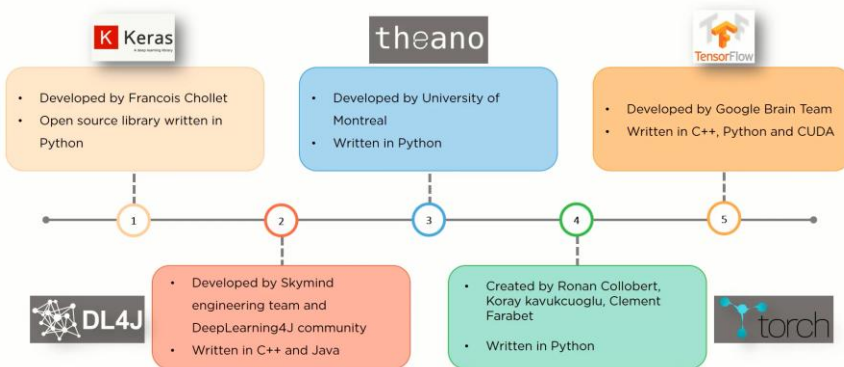 K Keras
A deep learning library
theano
TensorFlow
• Developed by Francois Chollet
• Open source library written in
Python
• Developed by University of
Montreal
• Written in Python
• Developed by Google Brain Team
• Written in C++, Python and CUDA
1
2
3
4
5
DL4J
• Developed by Skymind
engineering team and
DeepLearning4J community
• Written in C++ and Java
• Created by Ronan Collobert,
Koray kavukcuoglu, Clement
Farabet
• Written in Python
torch